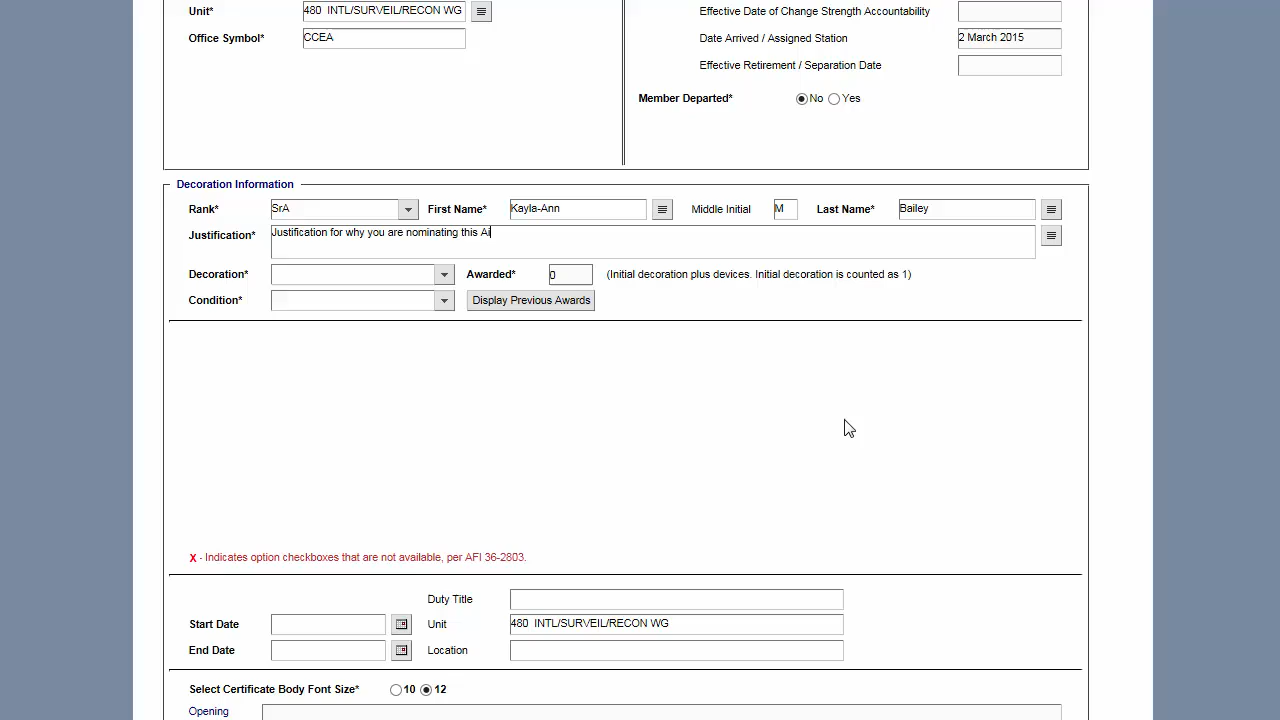 Unit* 480 INTL/SURVEIL/RECON WG
Effective Date of Change Strength Accountability
Office Symbol* CCEA
Date Arrived / Assigned Station 2 March 2015
Effective Retirement / Separation Date
Member Departed* No Yes
Decoration Information
Rank* SrA First Name* Kayla-Ann Middle Initial M Last Name* Bailey
Justification* Justification for why you are nominating this Ai
Decoration* Awarded* 0 (Initial decoration plus devices. Initial decoration is counted as 1)
Condition* Display Previous Awards
X - Indicates option checkboxes that are not available, per AFI 36-2803.
Duty Title
Start Date Unit 480 INTL/SURVEIL/RECON WG
End Date Location
Select Certificate Body Font Size* 10 12
Opening